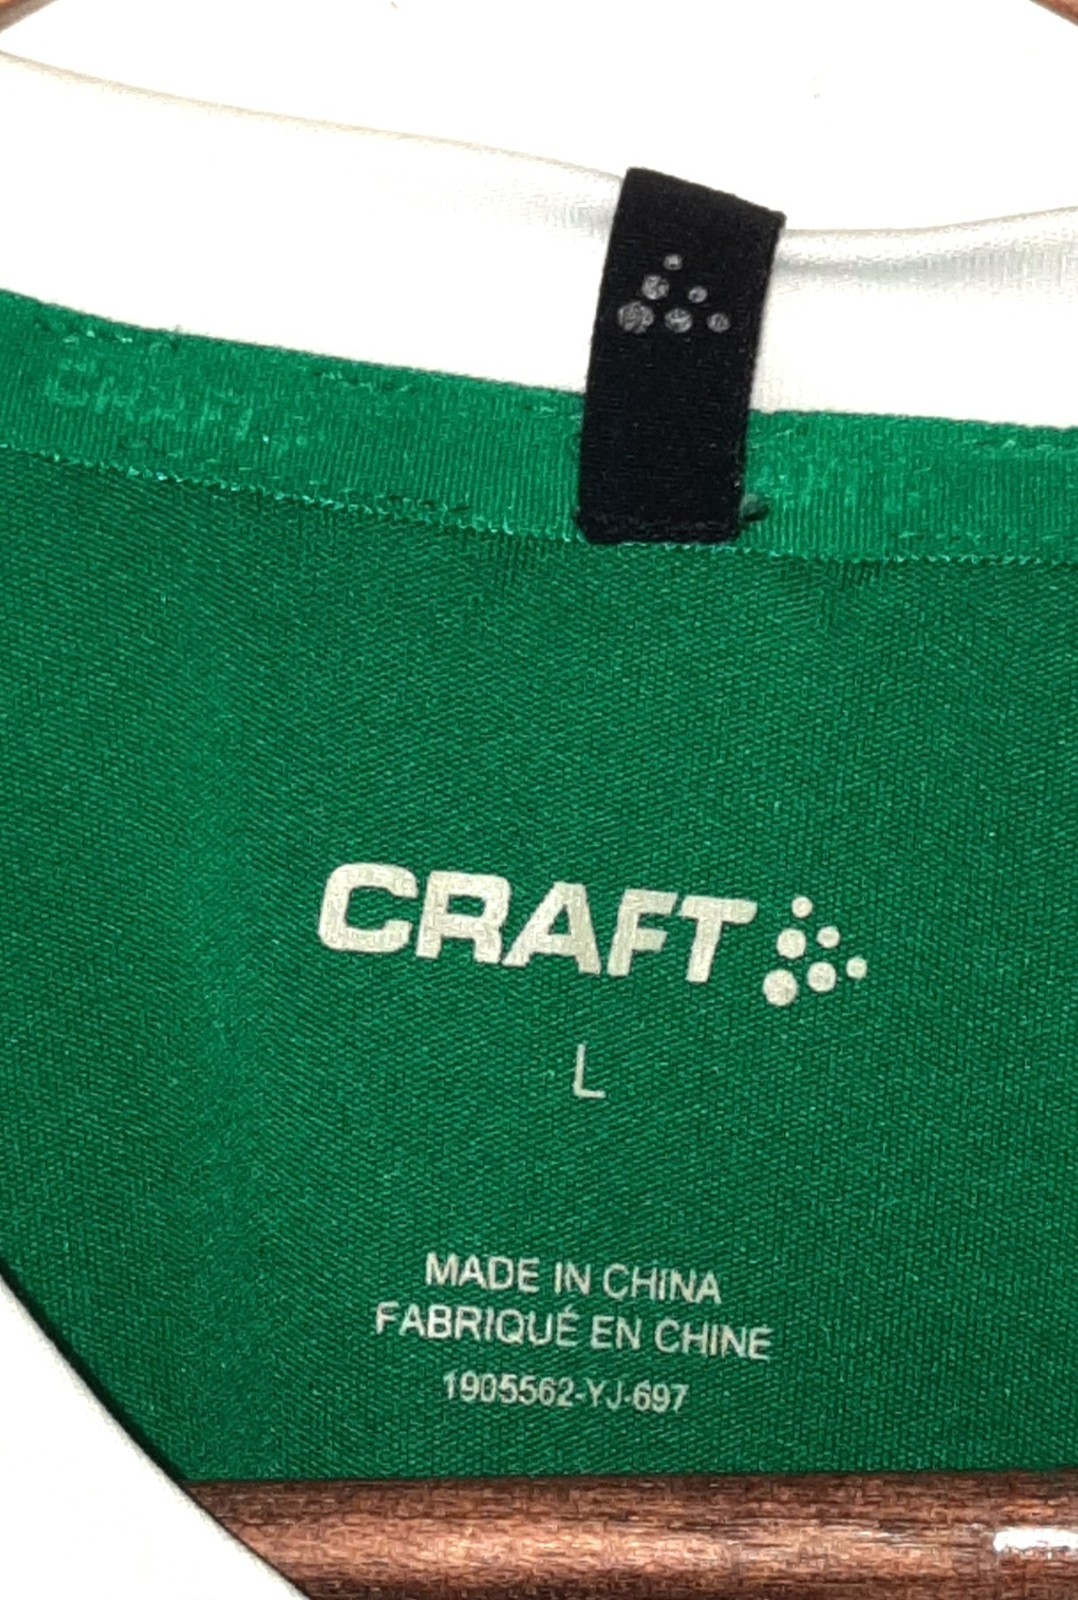 CRAFT
L
MADE IN CHINA
FABRIQUÉ EN CHINE
1905562-YJ-697